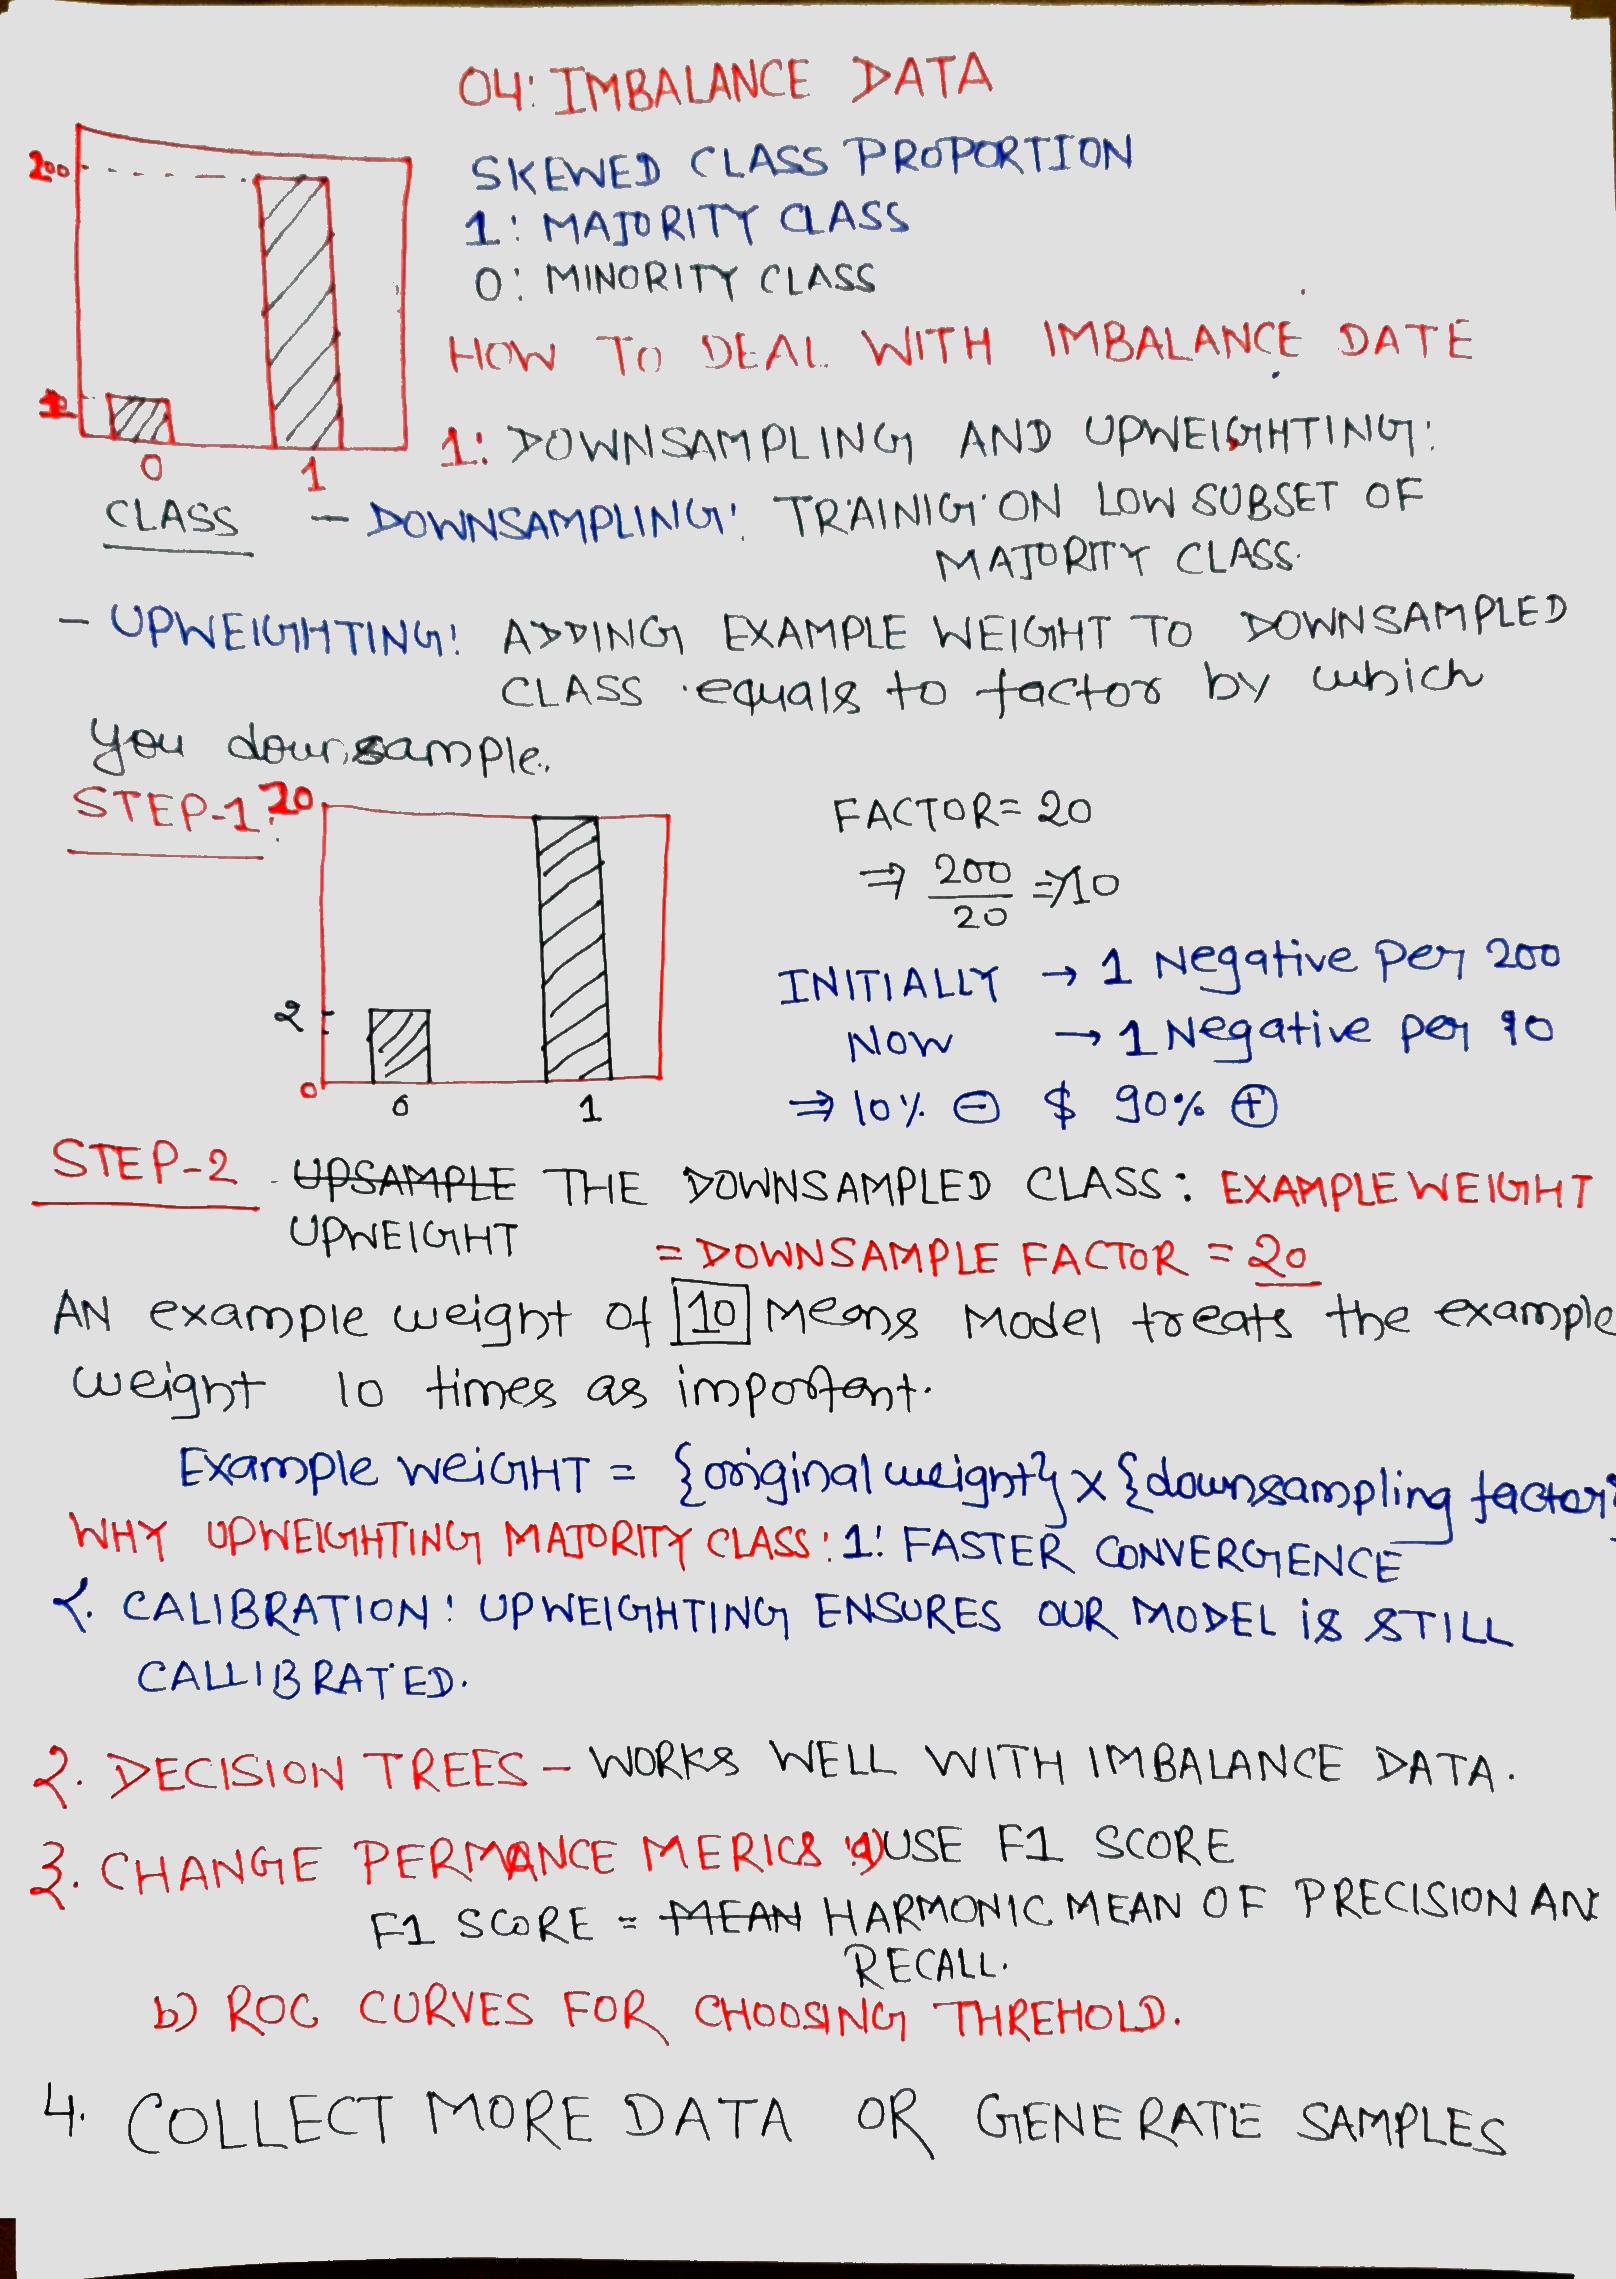 04: IMBALANCE DATA
200
SKEWED CLASS PROPORTION
1: MAJORITY CLASS
0: MINORITY CLASS
HOW TO DEAL WITH IMBALANCE DATE
0 1
CLASS
1: DOWNSAMPLING AND UPWEIGHTING:
- DOWNSAMPLING: TRAINIG ON LOW SUBSET OF
MAJORITY CLASS.
- UPWEIGHTING: ADDING EXAMPLE WEIGHT TO DOWNSAMPLED
CLASS equals to factor by which
you downsample.
STEP-1:
20
2
0
0 1
FACTOR = 20
⇒ 200/20 ⇒ 10
INITIALLY → 1 Negative Per 200
NOW → 1 Negative per 10
⇒ 10% ⊖ $ 90% ⊕
STEP-2 UPSAMPLE THE DOWNSAMPLED CLASS: EXAMPLE WEIGHT
UPWEIGHT = DOWNSAMPLE FACTOR = 20
AN example weight of 10 Means Model treats the example
weight 10 times as important.
Example WEIGHT = {original weight} x {downsampling factor}
WHY UPWEIGHTING MAJORITY CLASS: 1: FASTER CONVERGENCE
2. CALIBRATION: UPWEIGHTING ENSURES OUR MODEL is STILL
CALLIBRATED.
2. DECISION TREES - WORKS WELL WITH IMBALANCE DATA.
3. CHANGE PERMANCE MERICS: a) USE F1 SCORE
F1 SCORE = MEAN HARMONIC MEAN OF PRECISION AN
RECALL.
b) ROC CURVES FOR CHOOSING THREHOLD.
4. COLLECT MORE DATA OR GENERATE SAMPLES